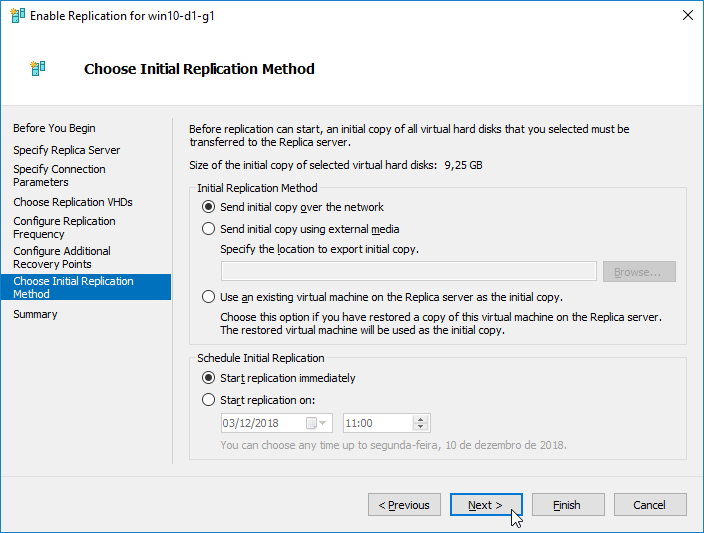 Enable Replication for win10-d1-g1
Choose Initial Replication Method
Before You Begin
Specify Replica Server
Specify Connection
Parameters
Choose Replication VHDs
Configure Replication
Frequency
Configure Additional
Recovery Points
Choose Initial Replication
Method
Summary
Before replication can start, an initial copy of all virtual hard disks that you selected must be
transferred to the Replica server.
Size of the initial copy of selected virtual hard disks: 9,25 GB
Initial Replication Method
Send initial copy over the network
Send initial copy using external media
Specify the location to export initial copy.
Browse...
Use an existing virtual machine on the Replica server as the initial copy.
Choose this option if you have restored a copy of this virtual machine on the Replica server.
The restored virtual machine will be used as the initial copy.
Schedule Initial Replication
Start replication immediately
Start replication on:
03/12/2018 11:00
You can choose any time up to segunda-feira, 10 de dezembro de 2018.
< Previous Next > Finish Cancel